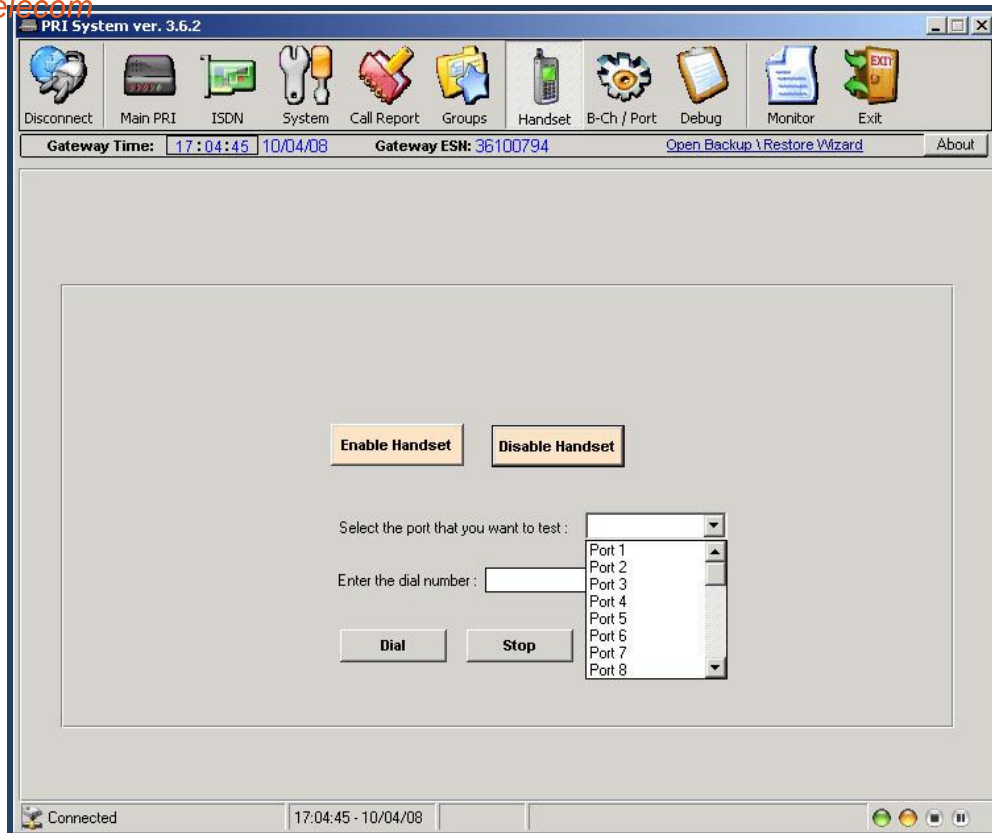 elecom
PRI System ver. 3.6.2
Disconnect Main PRI ISDN System Call Report Groups Handset B-Ch / Port Debug Monitor Exit
EXIT
Gateway Time: 17:04:45 10/04/08 Gateway ESN: 36100794 Open Backup \ Restore Wizard About
Enable Handset Disable Handset
Select the port that you want to test :
Port 1
Port 2
Enter the dial number :
Port 3
Port 4
Port 5
Port 6
Port 7
Port 8
Dial Stop
Connected 17:04:45 - 10/04/08